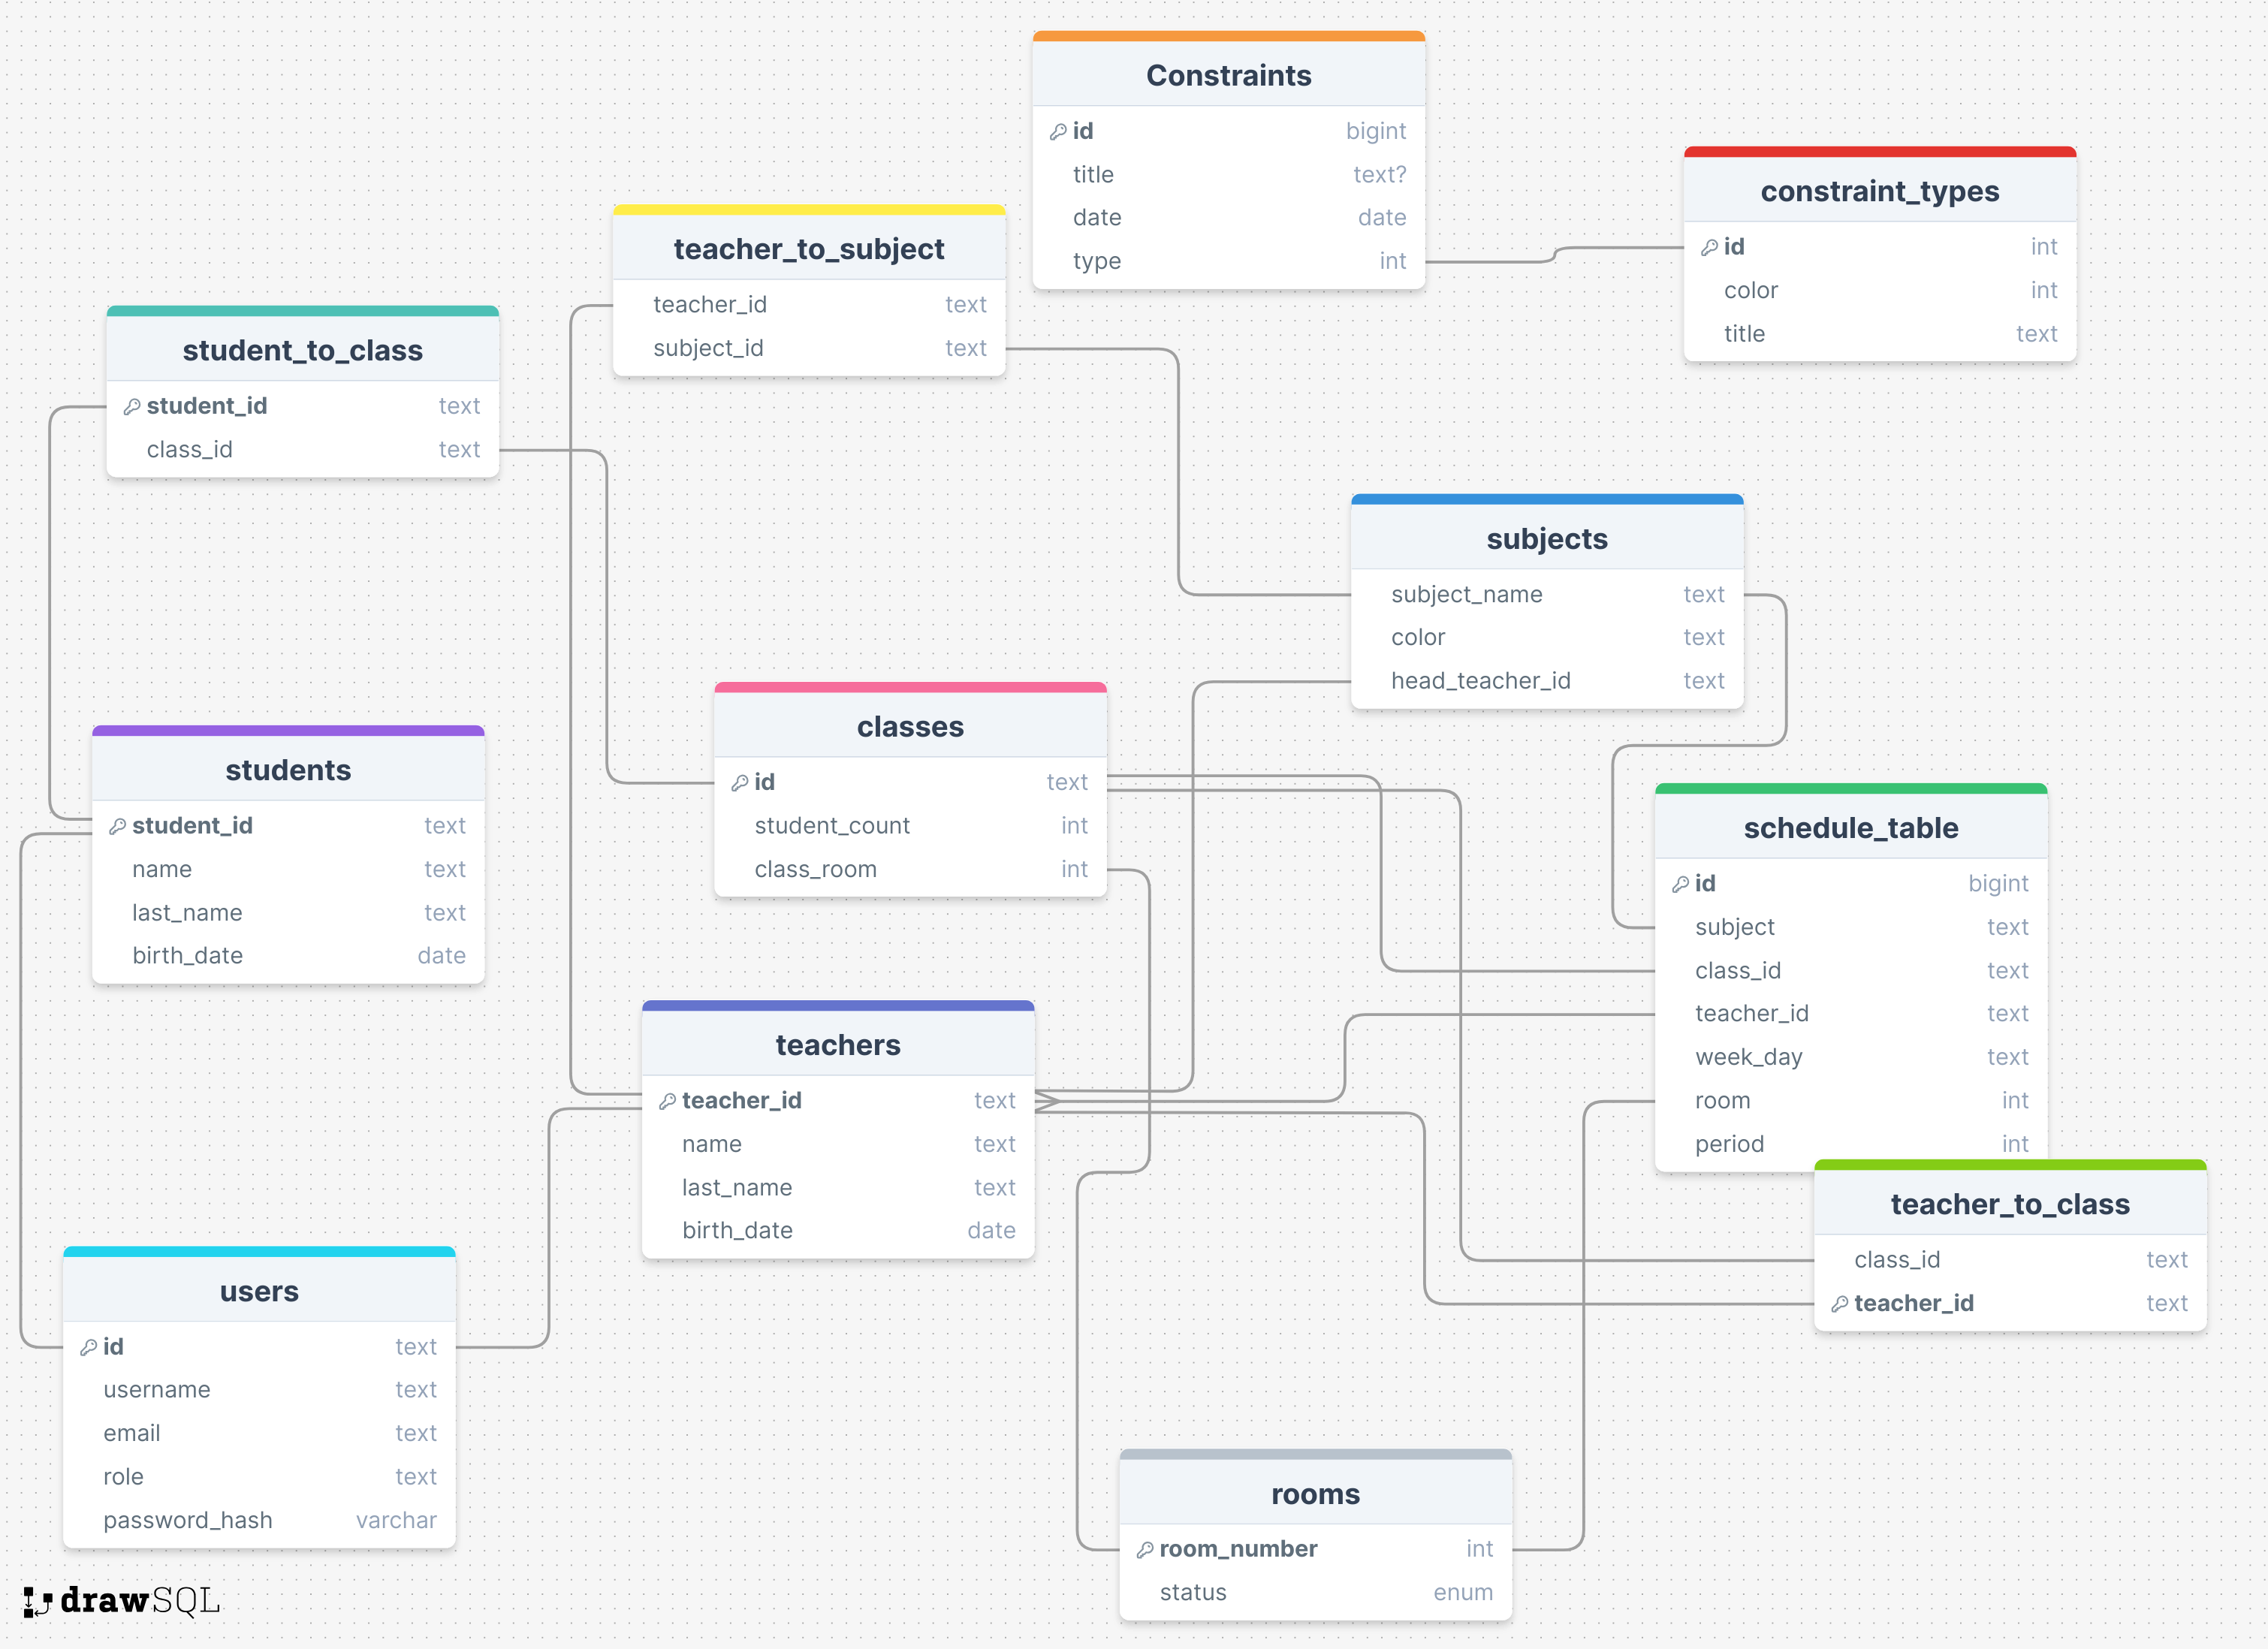 Constraints
id bigint
title text?
date date
type int
constraint_types
id int
color int
title text
teacher_to_subject
teacher_id text
subject_id text
student_to_class
student_id text
class_id text
subjects
subject_name text
color text
head_teacher_id text
classes
id text
student_count int
class_room int
students
student_id text
name text
last_name text
birth_date date
schedule_table
id bigint
subject text
class_id text
teacher_id text
week_day text
room int
period int
teachers
teacher_id text
name text
last_name text
birth_date date
teacher_to_class
class_id text
teacher_id text
users
id text
username text
email text
role text
password_hash varchar
rooms
room_number int
status enum
drawSQL